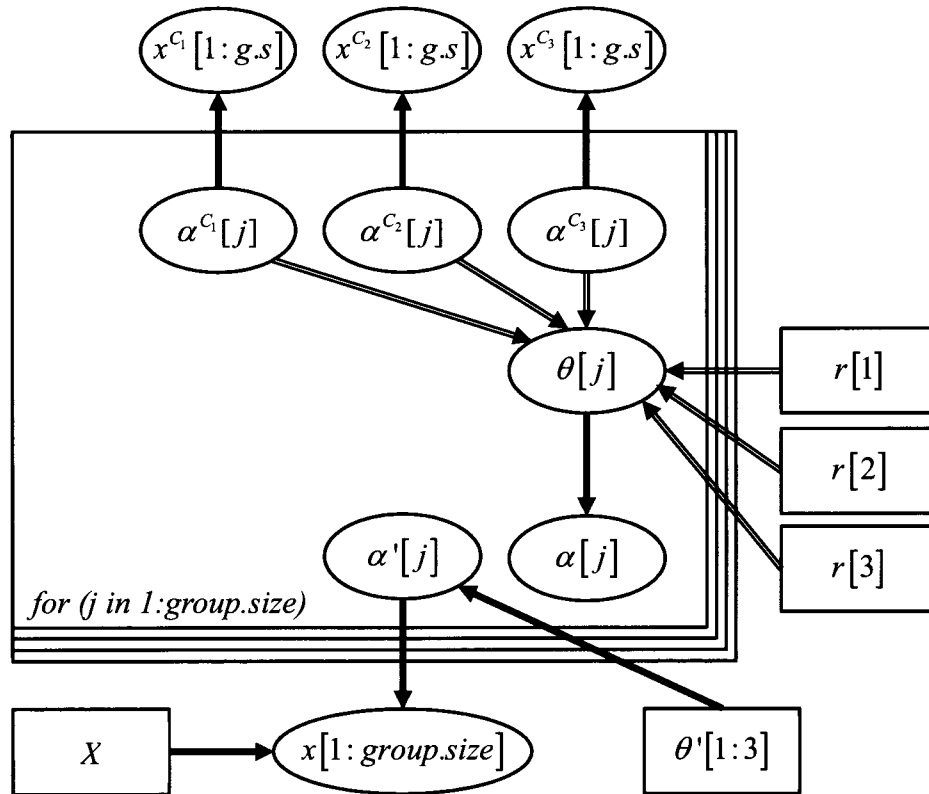 x^{C_1}[1:g.s] x^{C_2}[1:g.s] x^{C_3}[1:g.s]
α^{C_1}[j] α^{C_2}[j] α^{C_3}[j]
θ[j] r[1]
r[2]
α'[j] α[j] r[3]
for (j in 1:group.size)
X x[1:group.size] θ'[1:3]